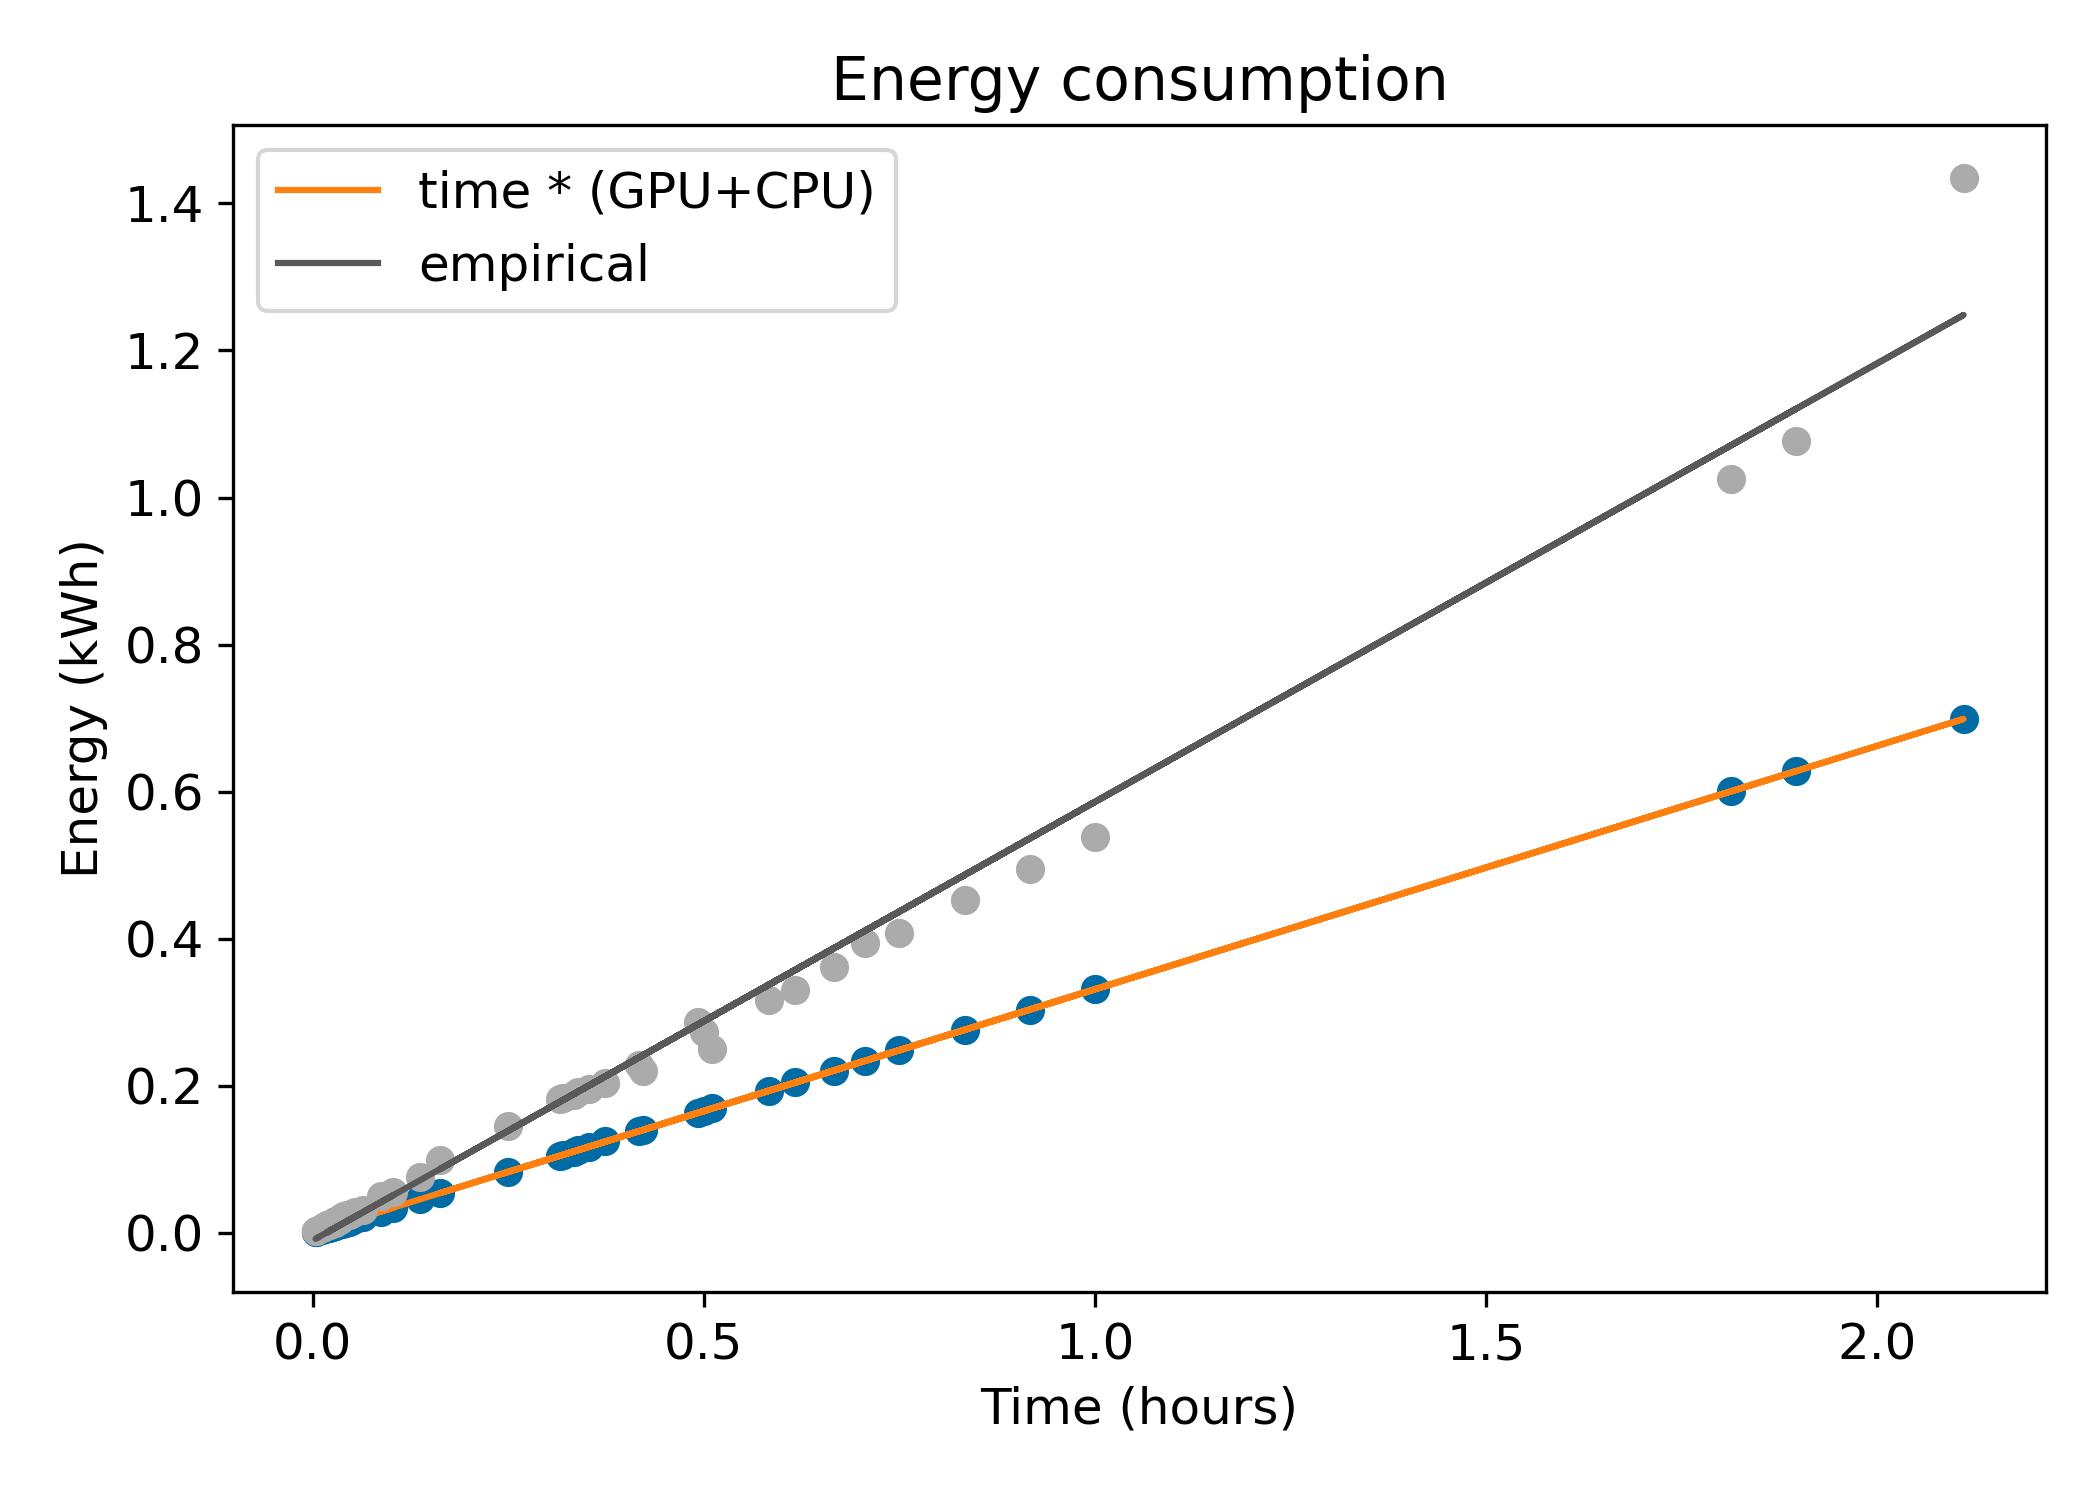 Energy consumption
time * (GPU+CPU)
empirical
1.4
1.2
1.0
0.8
0.6
0.4
0.2
0.0
Energy (kWh)
0.0 0.5 1.0 1.5 2.0
Time (hours)